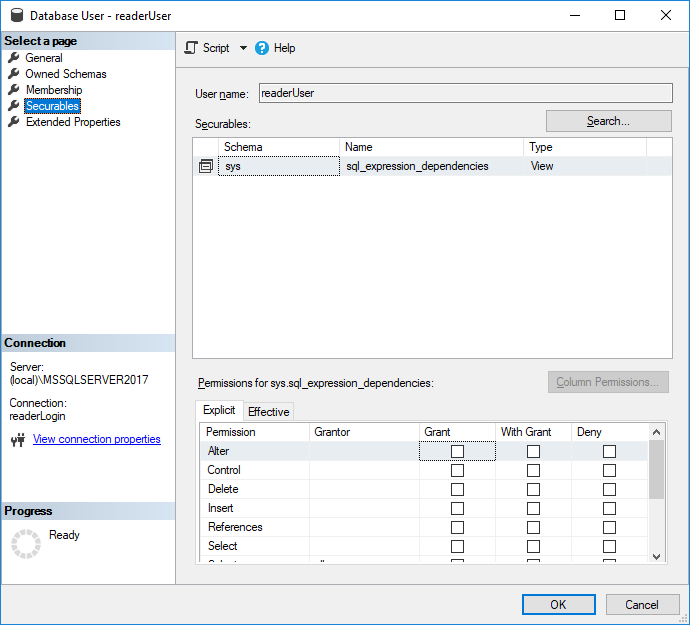 Database User - readerUser
Select a page
General
Owned Schemas
Membership
Securables
Extended Properties
Script
Help
User name: readerUser
Securables:
Search...
Schema Name Type
sys sql_expression_dependencies View
Connection
Server:
(local)\MSSQLSERVER2017
Connection:
readerLogin
View connection properties
Progress
Ready
Permissions for sys.sql_expression_dependencies:
Column Permissions...
Explicit Effective
Permission Grantor Grant With Grant Deny
Alter
Control
Delete
Insert
References
Select
OK Cancel